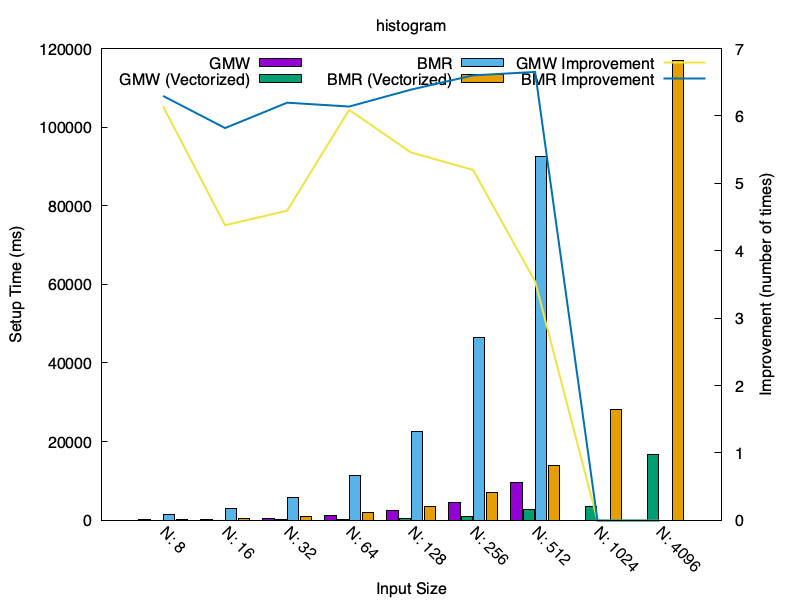 histogram
120000
100000
80000
60000
40000
20000
0
Setup Time (ms)
GMW
GMW (Vectorized)
BMR
BMR (Vectorized)
GMW Improvement
BMR Improvement
7
6
5
4
3
2
1
0
Improvement (number of times)
N: 8
N: 16
N: 32
N: 64
N: 128
N: 256
N: 512
N: 1024
N: 4096
Input Size